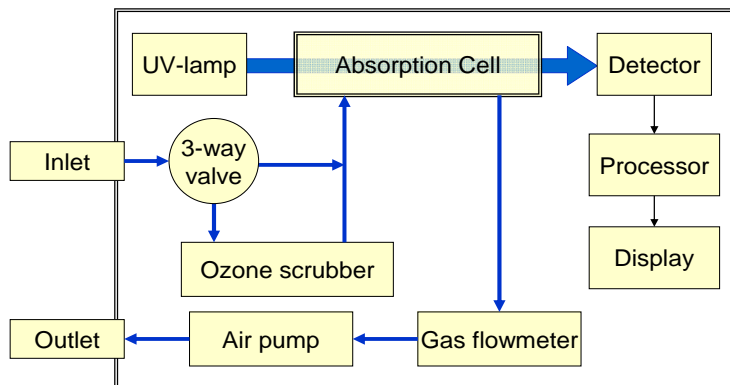 UV-lamp
Absorption Cell
Detector
Inlet
3-way
valve
Processor
Ozone scrubber
Display
Outlet
Air pump
Gas flowmeter